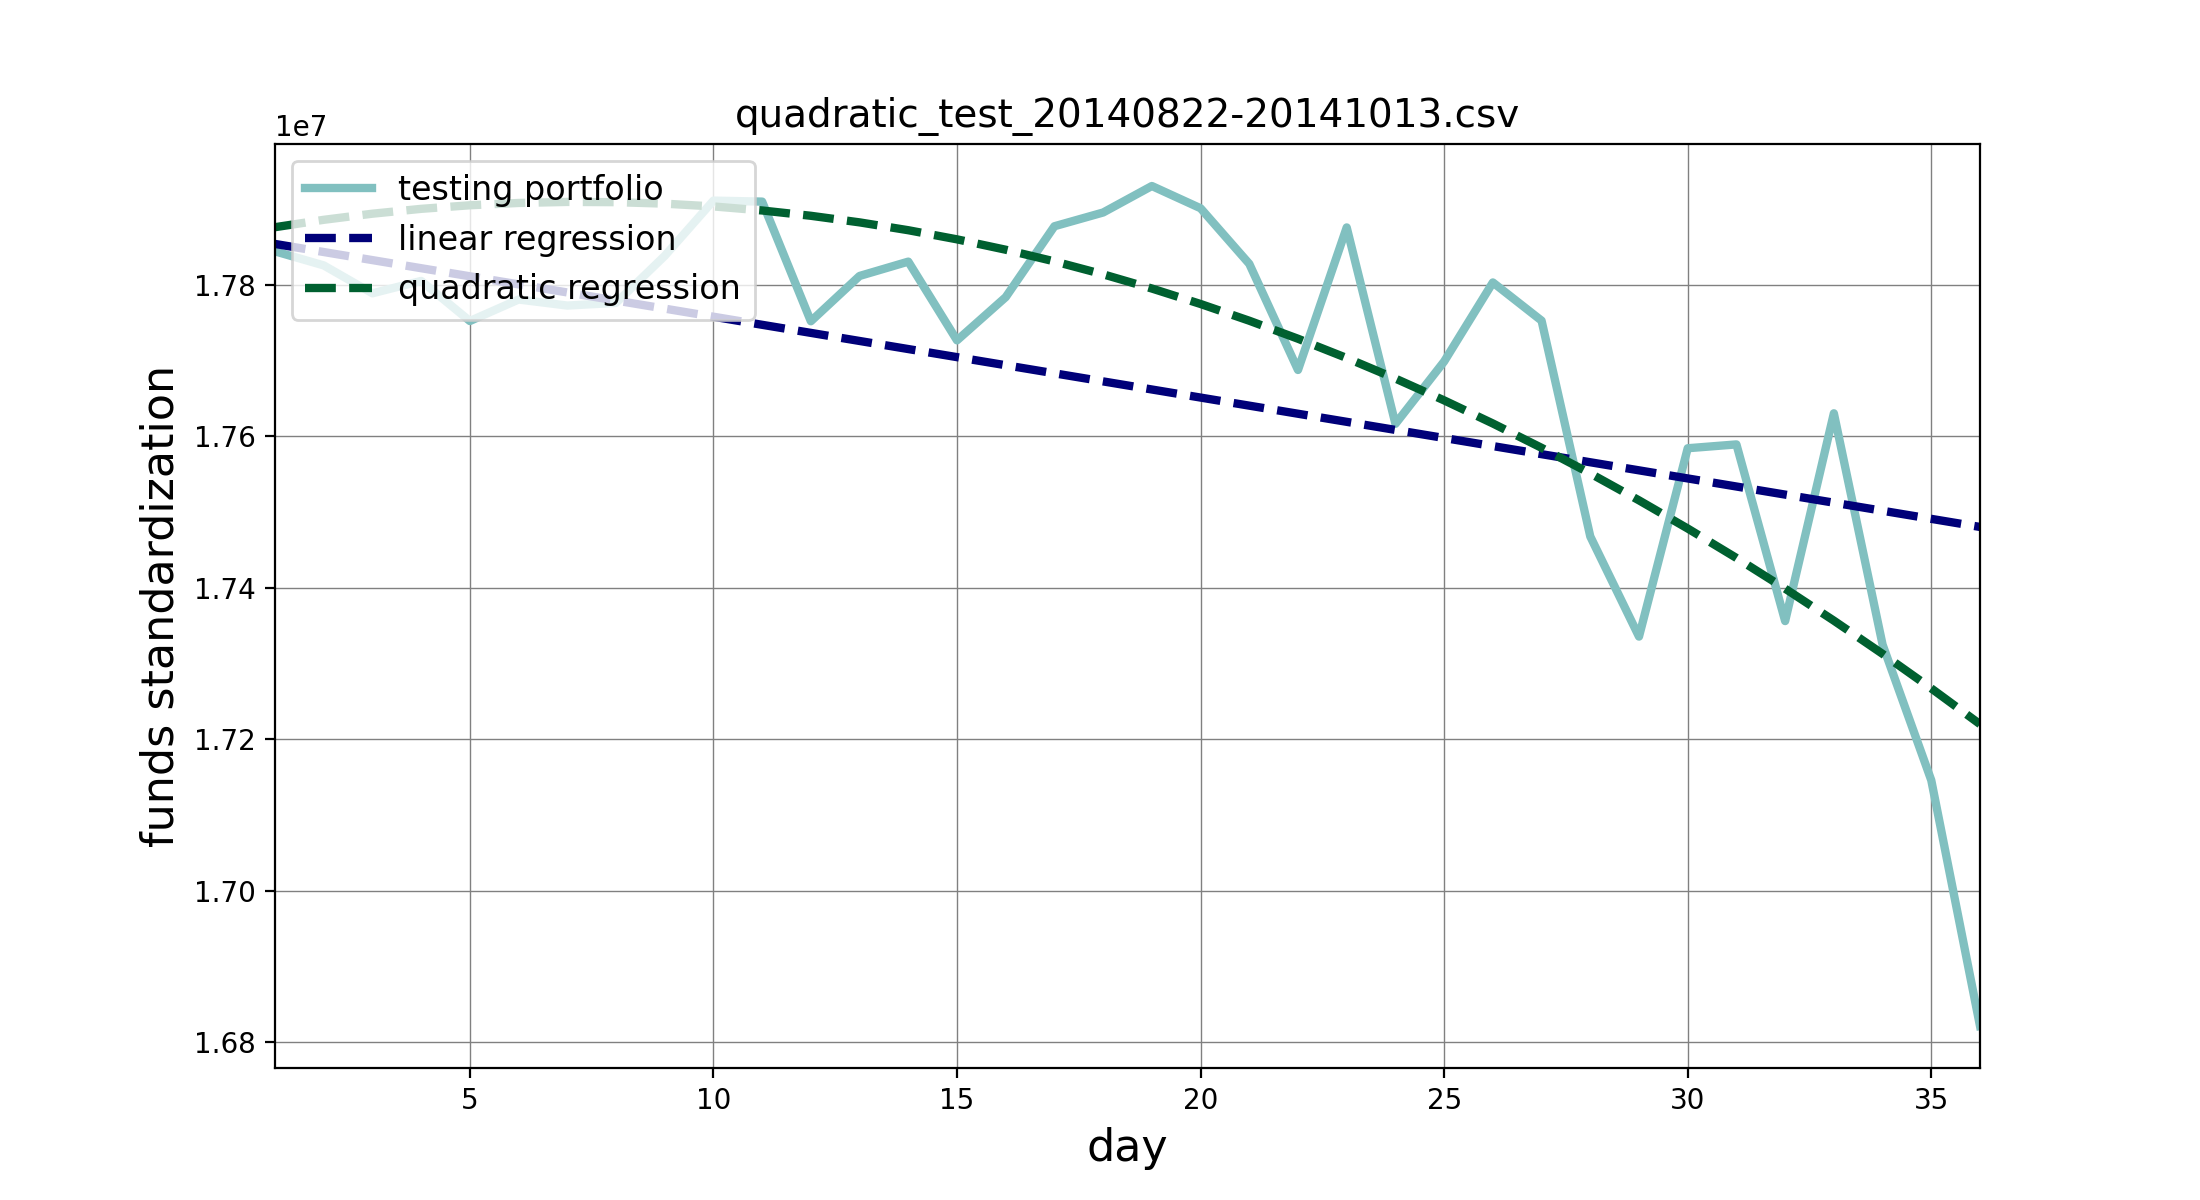 quadratic_test_20140822-20141013.csv
1e7
testing portfolio
linear regression
quadratic regression
funds standardization
1.78
1.76
1.74
1.72
1.70
1.68
5 10 15 20 25 30 35
day